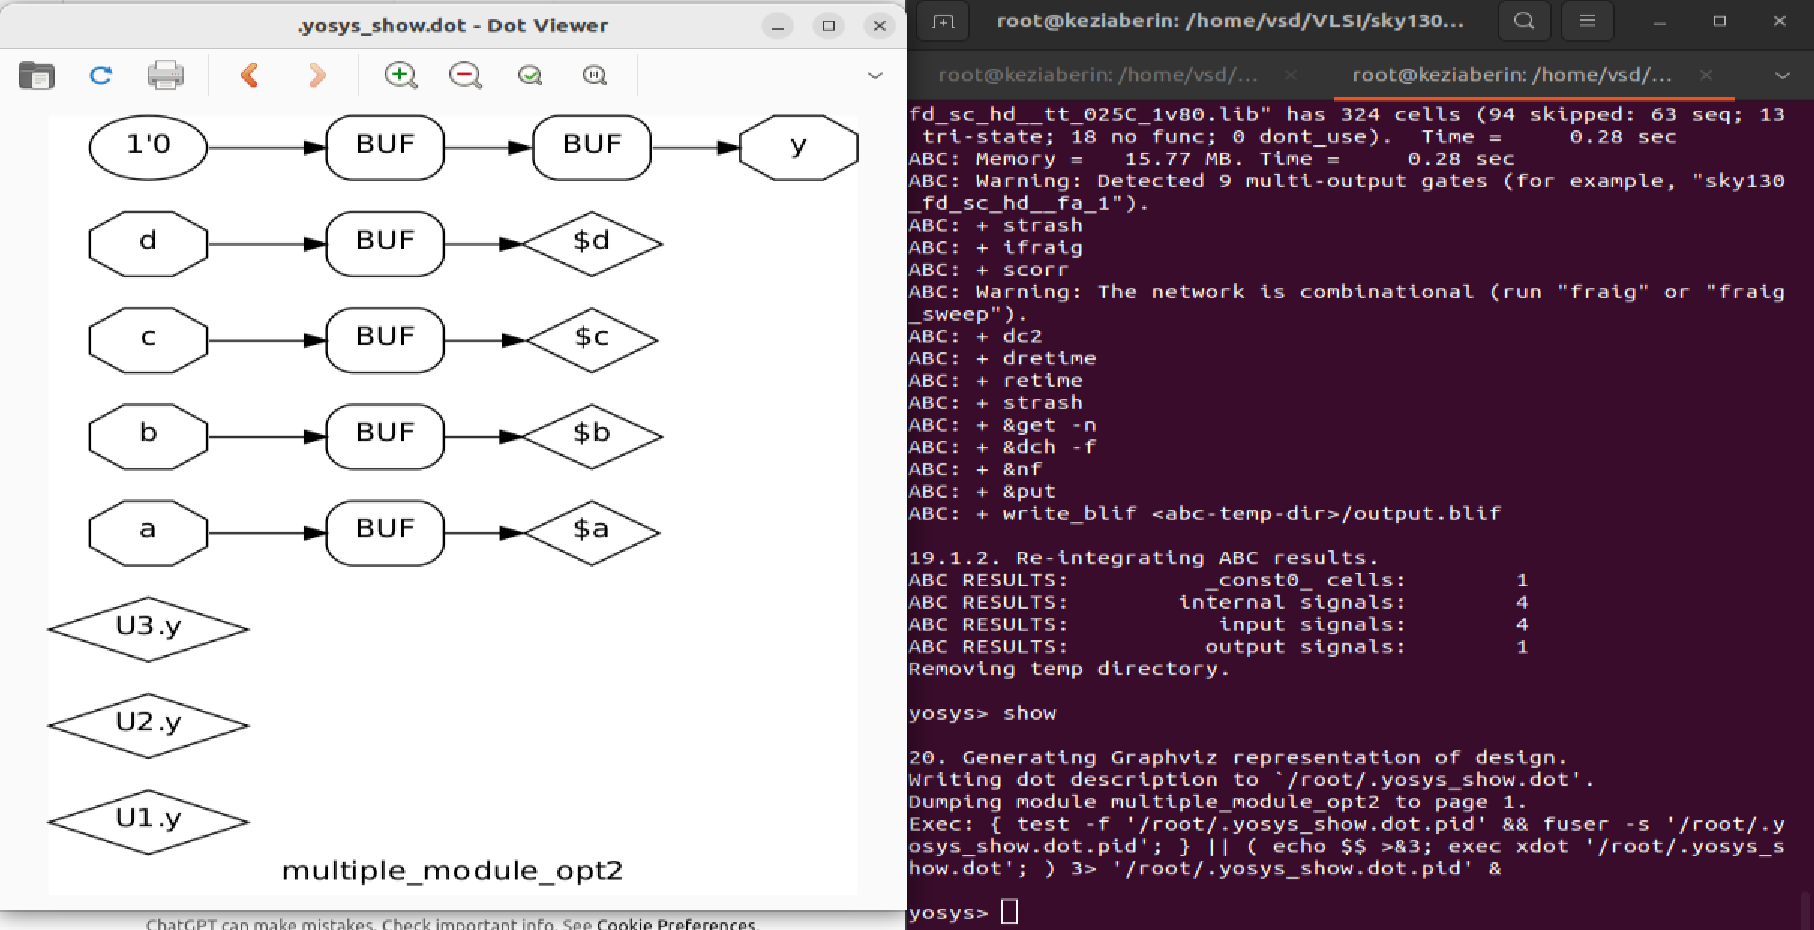 .yosys_show.dot - Dot Viewer
1'0 BUF BUF y
d BUF $d
c BUF $c
b BUF $b
a BUF $a
U3.y
U2.y
U1.y
multiple_module_opt2
ChatGPT can make mistakes. Check important info. See Cookie Preferences.
root@keziaberin: /home/vsd/VLSI/sky130...
root@keziaberin: /home/vsd/... root@keziaberin: /home/vsd/...
fd_sc_hd__tt_025C_1v80.lib" has 324 cells (94 skipped: 63 seq; 13
tri-state; 18 no func; 0 dont_use).  Time =     0.28 sec
ABC: Memory =   15.77 MB. Time =     0.28 sec
ABC: Warning: Detected 9 multi-output gates (for example, "sky130
_fd_sc_hd__fa_1").
ABC: + strash
ABC: + ifraig
ABC: + scorr
ABC: Warning: The network is combinational (run "fraig" or "fraig
_sweep").
ABC: + dc2
ABC: + dretime
ABC: + retime
ABC: + strash
ABC: + &get -n
ABC: + &dch -f
ABC: + &nf
ABC: + &put
ABC: + write_blif <abc-temp-dir>/output.blif
19.1.2. Re-integrating ABC results.
ABC RESULTS:          _const0_ cells:        1
ABC RESULTS:        internal signals:        4
ABC RESULTS:           input signals:        4
ABC RESULTS:          output signals:        1
Removing temp directory.
yosys> show
20. Generating Graphviz representation of design.
Writing dot description to `/root/.yosys_show.dot'.
Dumping module multiple_module_opt2 to page 1.
Exec: { test -f '/root/.yosys_show.dot.pid' && fuser -s '/root/.y
osys_show.dot.pid'; } || ( echo $$ >&3; exec xdot '/root/.yosys_s
how.dot'; ) 3> '/root/.yosys_show.dot.pid' &
yosys>